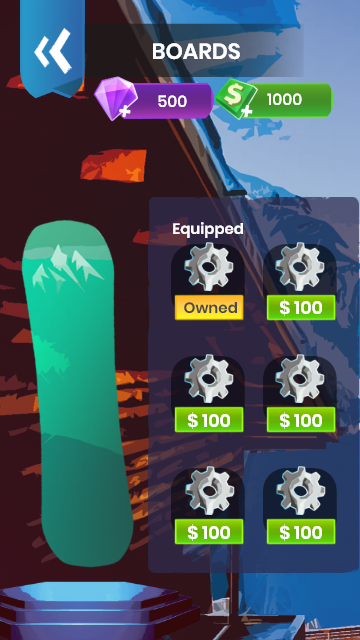 BOARDS
500 $ 1000
Equipped
Owned $ 100
$ 100 $ 100
$ 100 $ 100